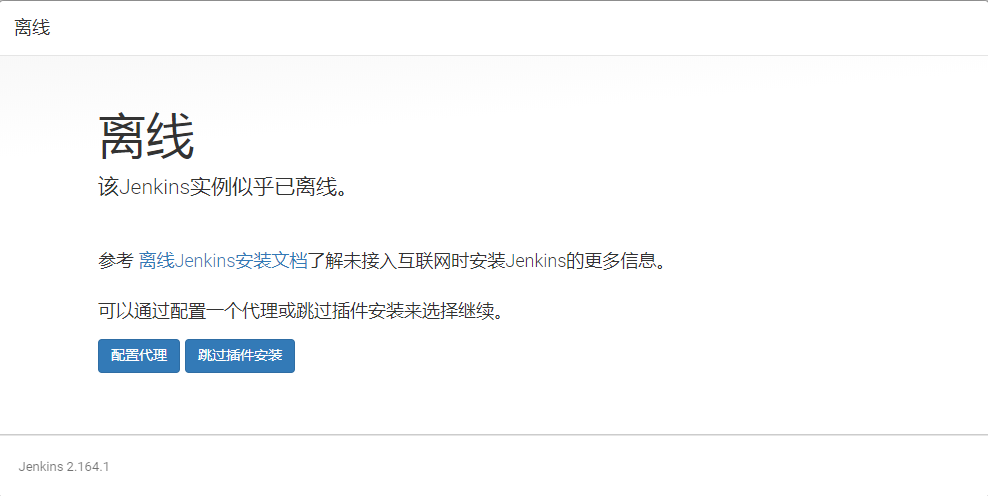 离线
离线
该Jenkins实例似乎已离线。
参考 离线Jenkins安装文档了解未接入互联网时安装Jenkins的更多信息。
可以通过配置一个代理或跳过插件安装来选择继续。
配置代理 跳过插件安装
Jenkins 2.164.1